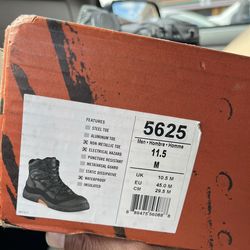 FEATURES
☐ STEEL TOE
☐ ALUMINUM TOE
☒ NON METALLIC TOE
☒ ELECTRICAL HAZARD
☐ PUNCTURE RESISTANT
☐ METATARSAL GUARD
☐ STATIC DISSIPATIVE
☒ WATERPROOF
☐ INSULATED
5625
Men • Hombre • Homme
11.5
M
UK 10.5 M
EU 45.0 M
CM 29.5 M